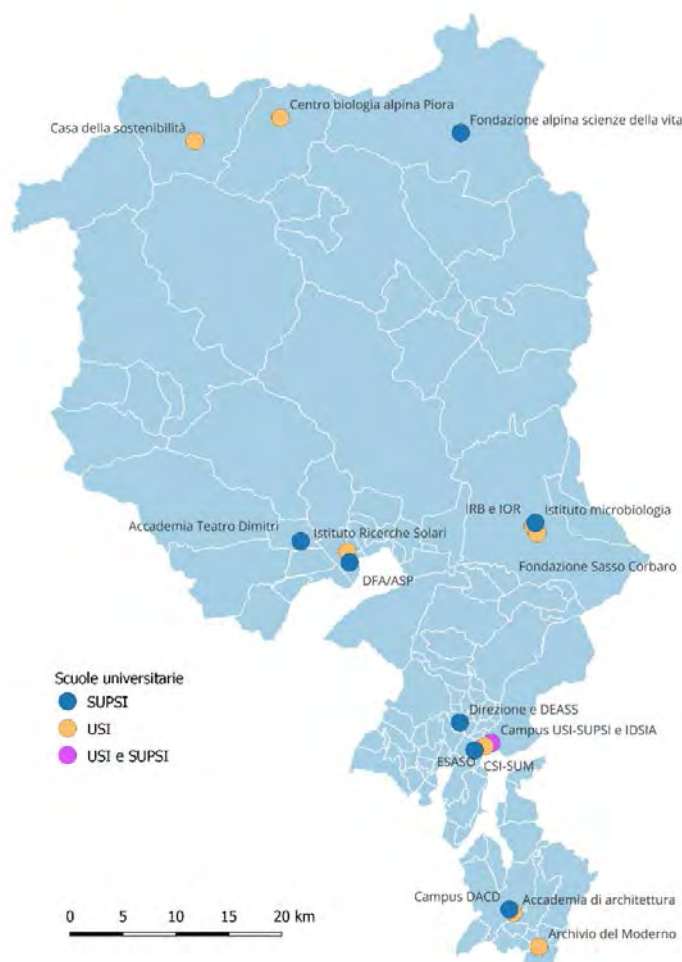 Centro biologia alpina Piora
Casa della sostenibilità
Fondazione alpina scienze della vita
IRB e IOR
Istituto microbiologia
Accademia Teatro Dimitri
Istituto Ricerche Solari
Fondazione Sasso Corbaro
DFA/ASP
Scuole universitarie
SUPSI
USI
USI e SUPSI
Direzione e DEASS
Campus USI-SUPSI e IDSIA
ESASO
CSI-SUM
Campus DACD
Accademia di architettura
Archivio del Moderno
0 5 10 15 20 km